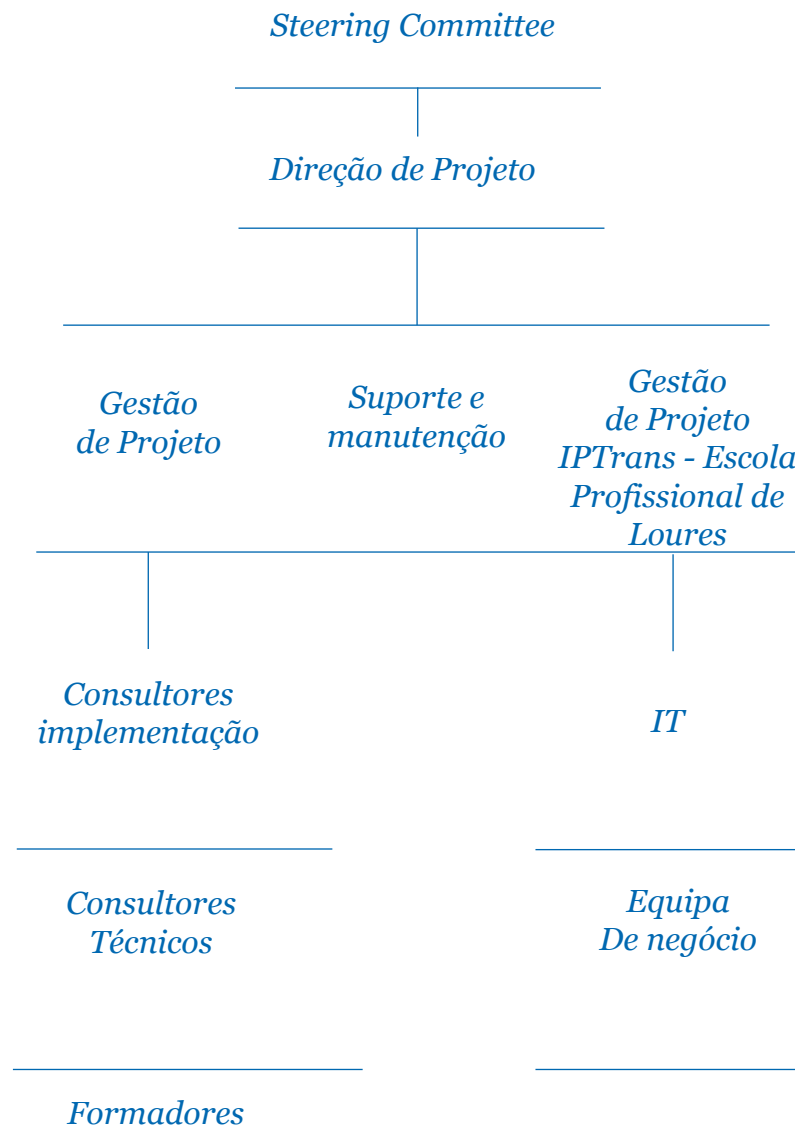 Steering Committee
Direção de Projeto
Gestão
de Projeto
Suporte e
manutenção
Gestão
de Projeto
IPTrans - Escola
Profissional de
Loures
Consultores
implementação
IT
Consultores
Técnicos
Equipa
De negócio
Formadores